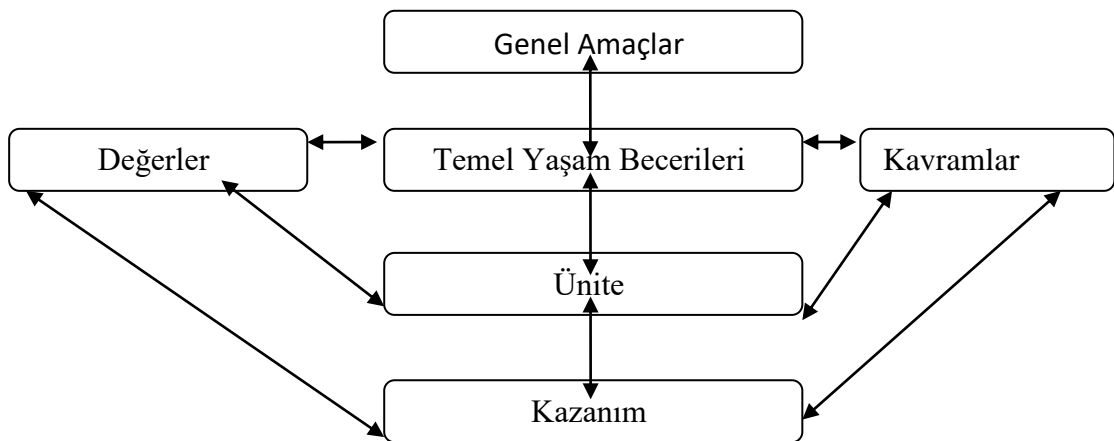 Genel Amaçlar
Değerler
Temel Yaşam Becerileri
Kavramlar
Ünite
Kazanım